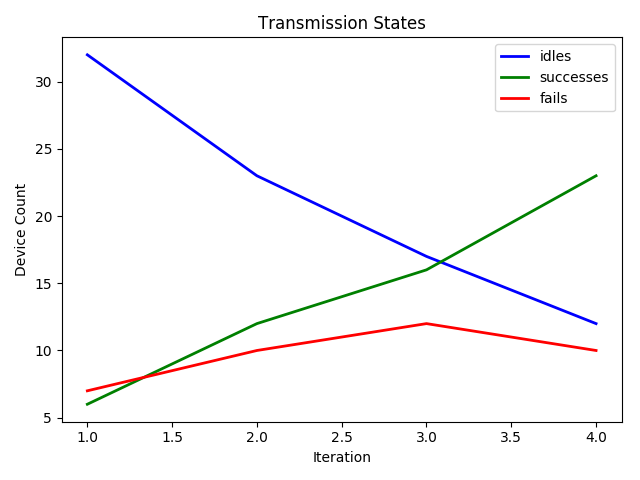 Transmission States
idles
successes
fails
Device Count
30
25
20
15
10
5
1.0 1.5 2.0 2.5 3.0 3.5 4.0
Iteration